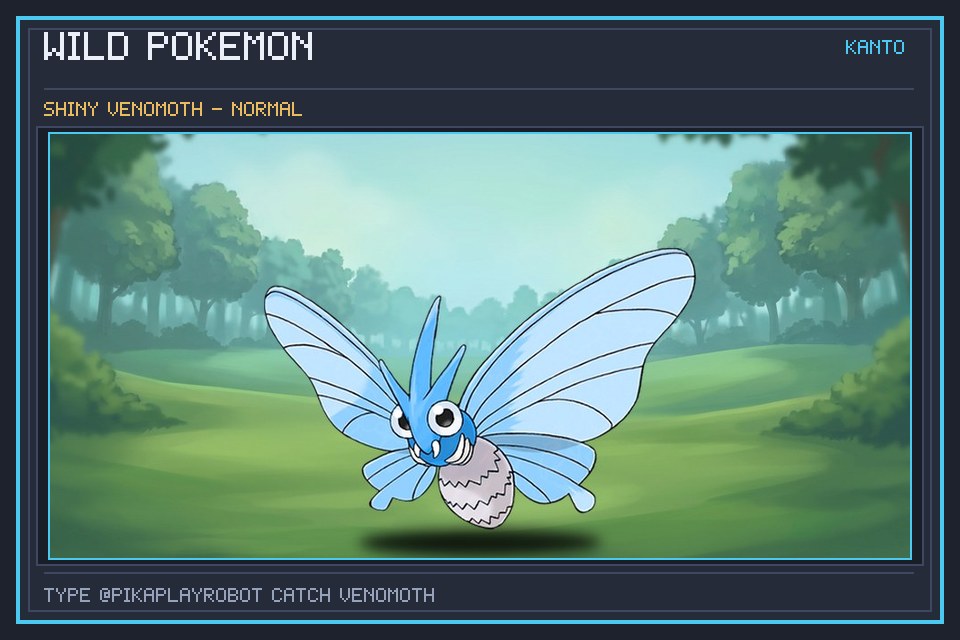 WILD POKEMON
KANTO
SHINY VENOMOTH - NORMAL
TYPE @PIKAPLAYROBOT CATCH VENOMOTH